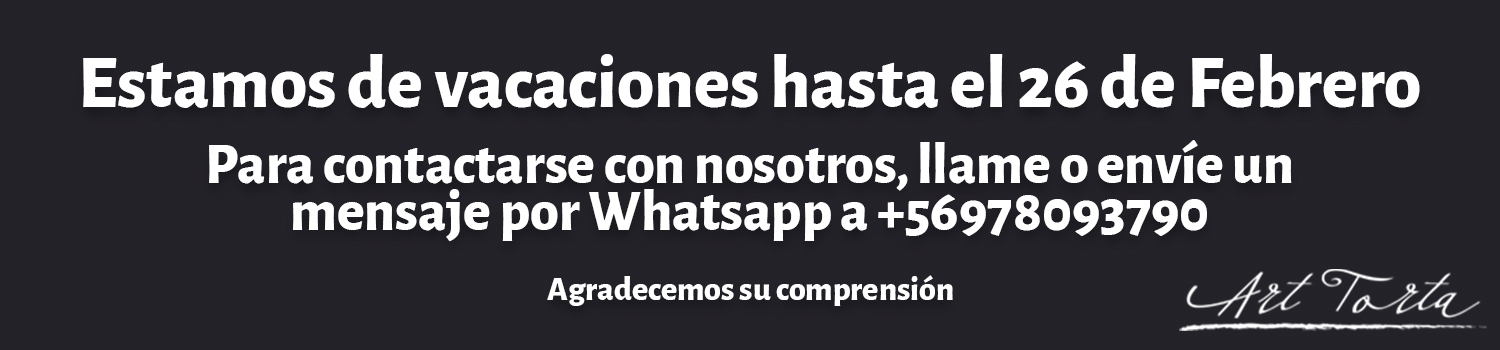 Estamos de vacaciones hasta el 26 de Febrero
Para contactarse con nosotros, llame o envíe un
mensaje por Whatsapp a +56978093790
Agradecemos su comprensión
Art Torta